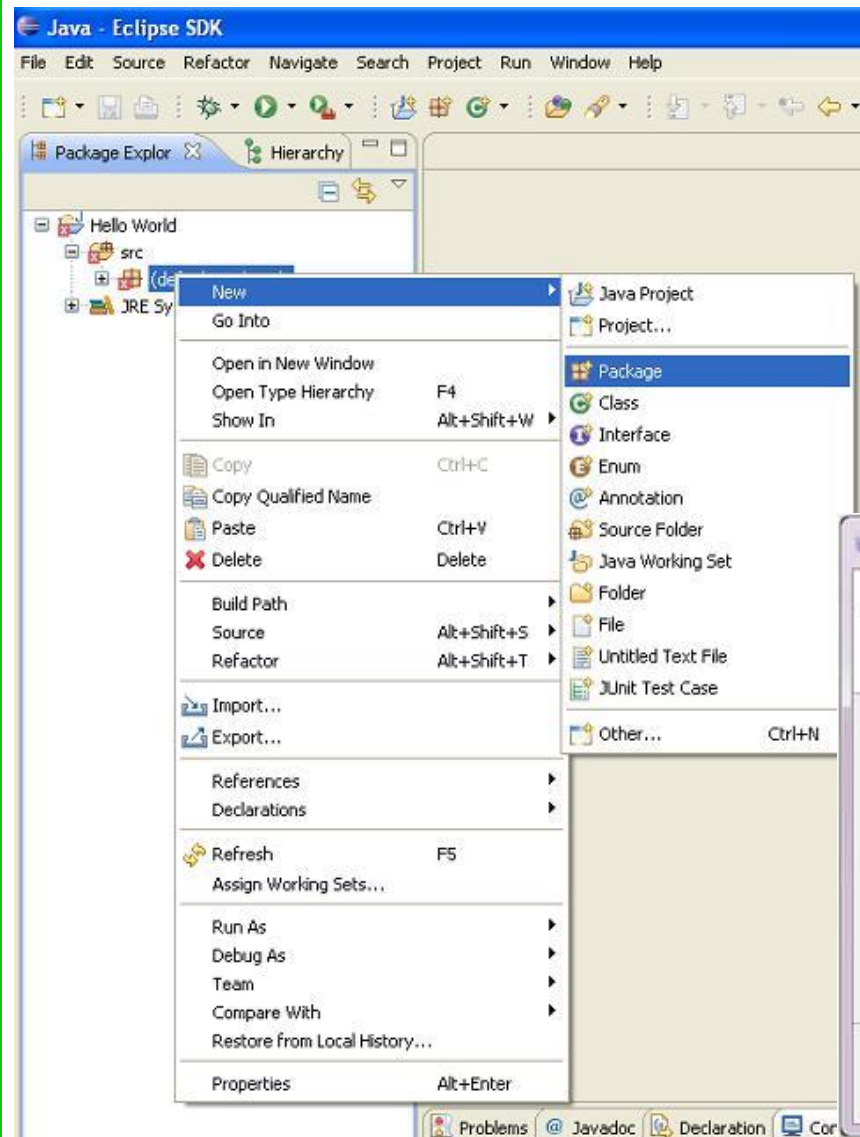 Java - Eclipse SDK
File Edit Source Refactor Navigate Search Project Run Window Help
Package Explor Hierarchy
Hello World
src
JRE Sy
New
Go Into
Open in New Window
Open Type Hierarchy F4
Show In Alt+Shift+W
Copy Ctrl+C
Copy Qualified Name
Paste Ctrl+V
Delete Delete
Build Path
Source Alt+Shift+S
Refactor Alt+Shift+T
Import...
Export...
References
Declarations
Refresh F5
Assign Working Sets...
Run As
Debug As
Team
Compare With
Restore from Local History...
Properties Alt+Enter
Java Project
Project...
Package
Class
Interface
Enum
Annotation
Source Folder
Java Working Set
Folder
File
Untitled Text File
JUnit Test Case
Other... Ctrl+N
Problems @ Javadoc Declaration Con